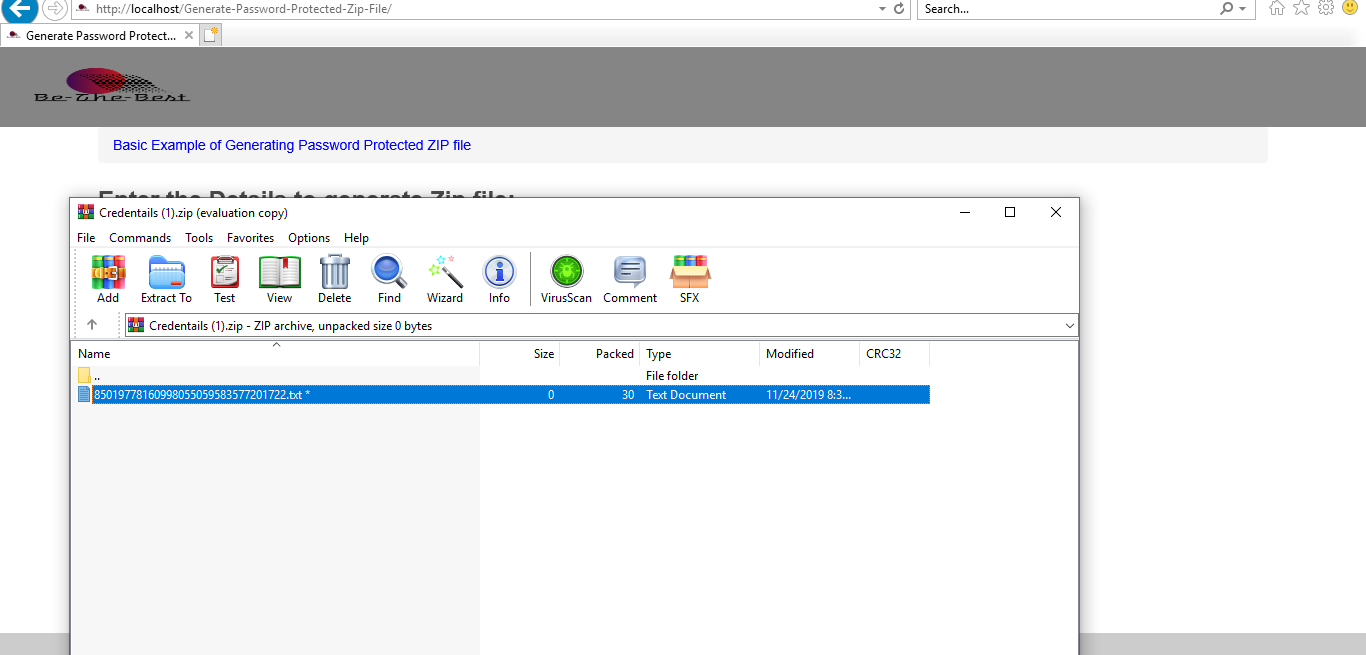 http://localhost/Generate-Password-Protected-Zip-File/
Search...
Generate Password Protect...
Be-The-Best
Basic Example of Generating Password Protected ZIP file
Enter the Details to generate Zip file:
Credentails (1).zip (evaluation copy)
File Commands Tools Favorites Options Help
Add Extract To Test View Delete Find Wizard Info VirusScan Comment SFX
Credentails (1).zip - ZIP archive, unpacked size 0 bytes
Name Size Packed Type Modified CRC32
.. File folder
85019778160998055059583577201722.txt * 0 30 Text Document 11/24/2019 8:3...